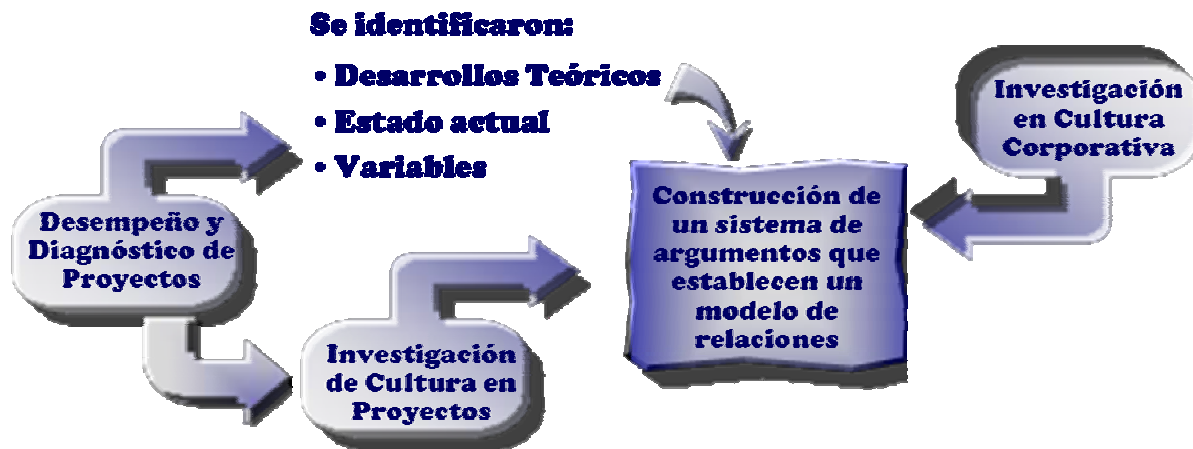 Se identificaron:
• Desarrollos Teóricos
• Estado actual
• Variables
Desempeño y
Diagnóstico de
Proyectos
Investigación
de Cultura en
Proyectos
Construcción de
un sistema de
argumentos que
establecen un
modelo de
relaciones
Investigación
en Cultura
Corporativa